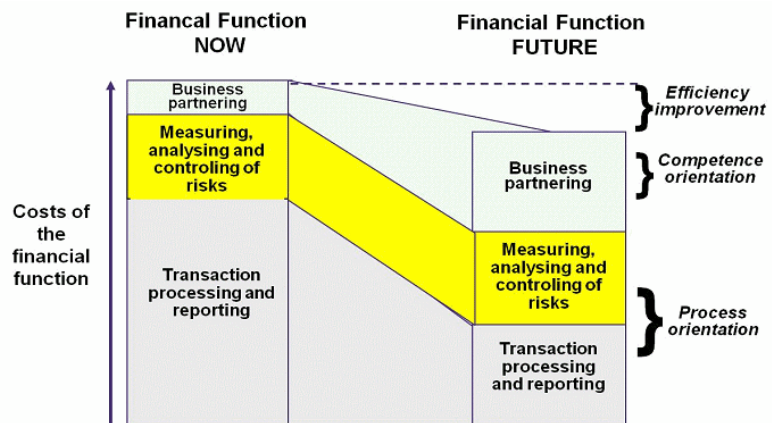 Financal Function
NOW
Financial Function
FUTURE
Business
partnering
Measuring,
analysing and
controling of
risks
Transaction
processing and
reporting
Costs of
the
financial
function
Business
partnering
Measuring,
analysing and
controling of
risks
Transaction
processing
and reporting
Efficiency
improvement
Competence
orientation
Process
orientation